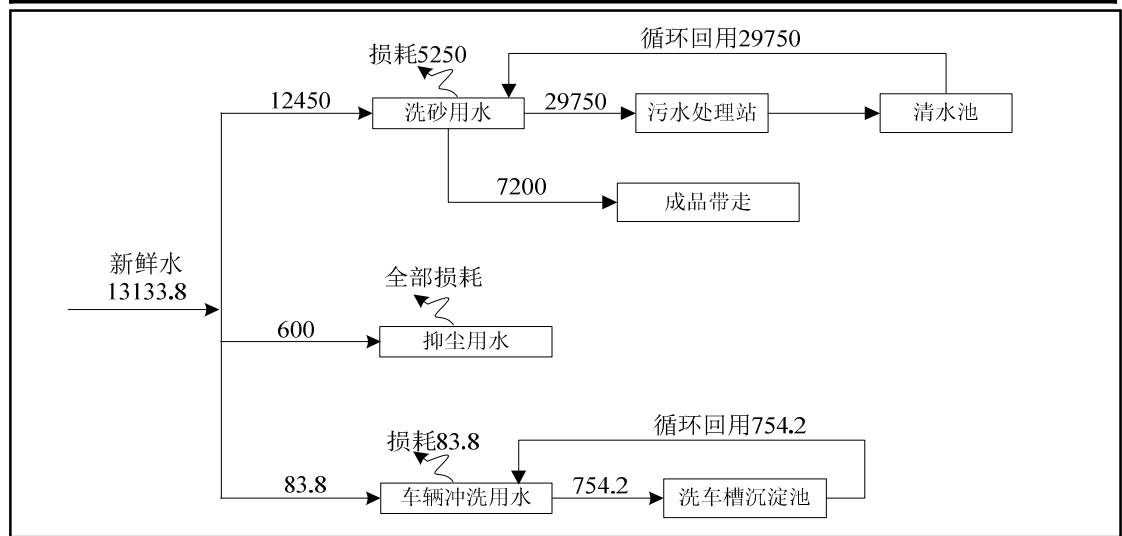 循环回用29750
损耗5250
12450
洗砂用水
29750
污水处理站
清水池
7200
成品带走
新鲜水
13133.8
全部损耗
600
抑尘用水
循环回用754.2
损耗83.8
83.8
车辆冲洗用水
754.2
洗车槽沉淀池